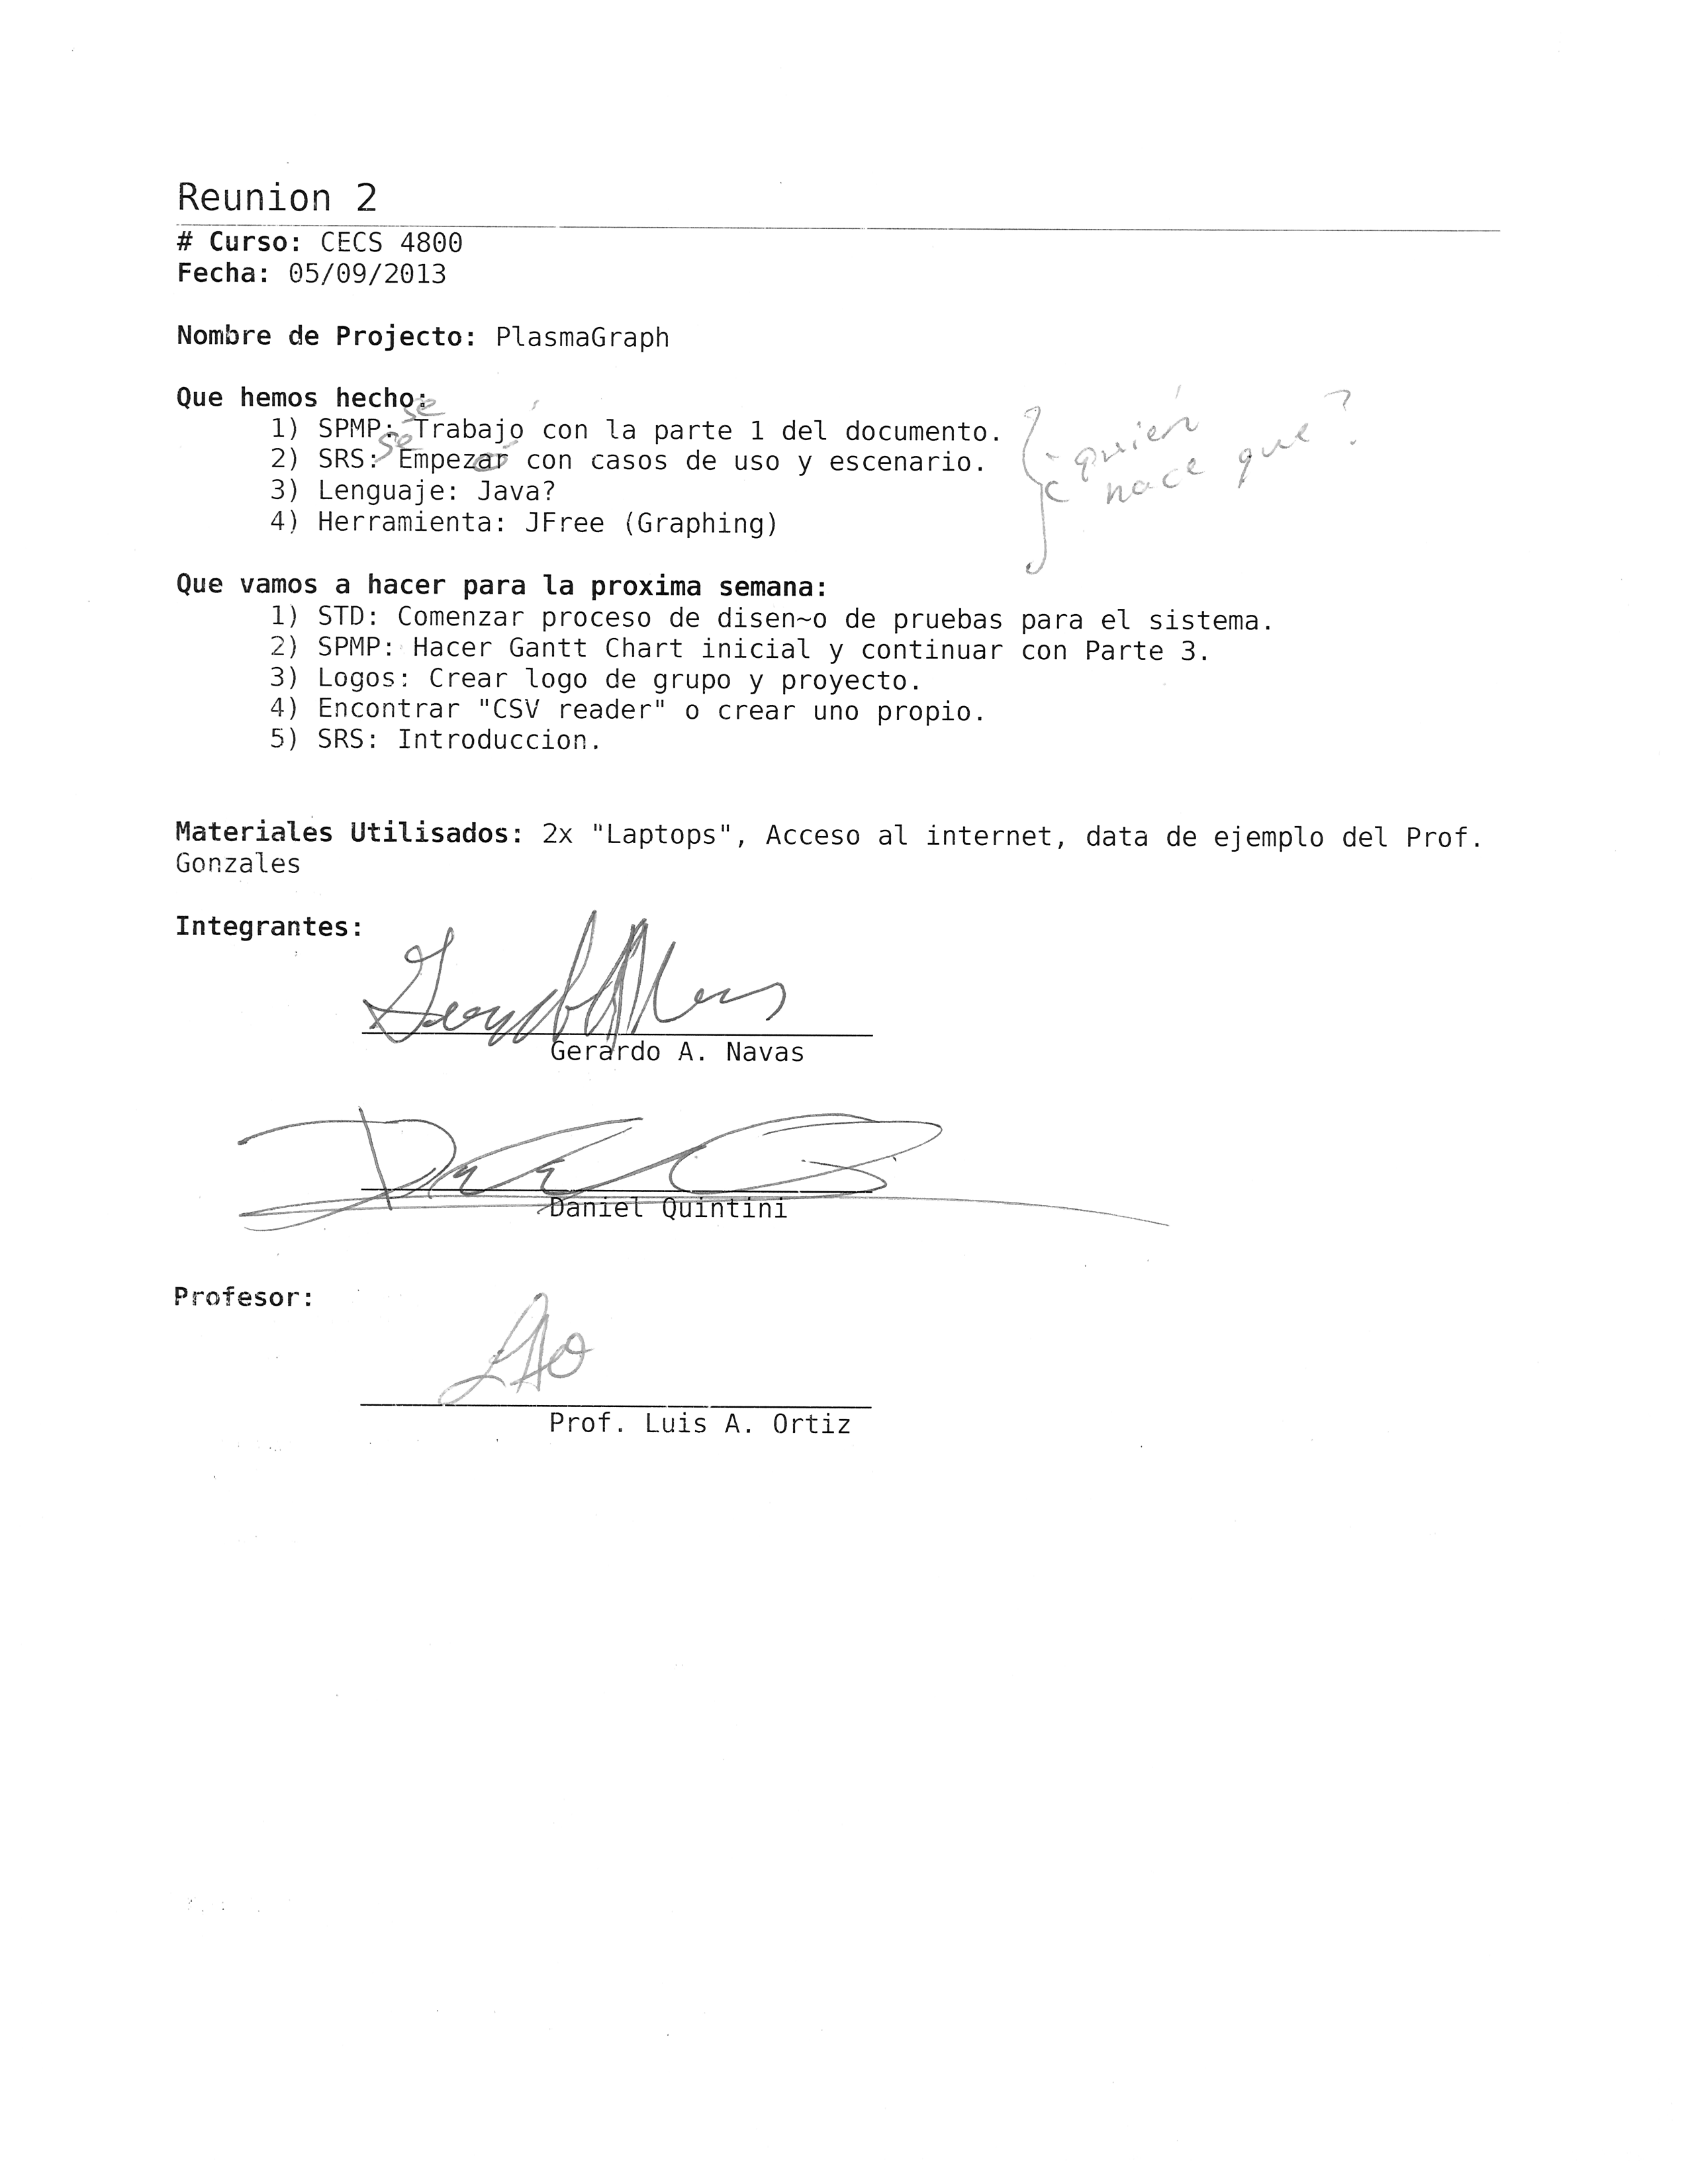 Reunion 2
# Curso: CECS 4800
Fecha: 05/09/2013
Nombre de Projecto: PlasmaGraph
Que hemos hecho:
se
1) SPMP: Trabajo con la parte 1 del documento.
se
2) SRS: Empezar con casos de uso y escenario.
ó
3) Lenguaje: Java?
4) Herramienta: JFree (Graphing)
quién
hace que?
Que vamos a hacer para la proxima semana:
1) STD: Comenzar proceso de disen~o de pruebas para el sistema.
2) SPMP: Hacer Gantt Chart inicial y continuar con Parte 3.
3) Logos: Crear logo de grupo y proyecto.
4) Encontrar "CSV reader" o crear uno propio.
5) SRS: Introduccion.
Materiales Utilisados: 2x "Laptops", Acceso al internet, data de ejemplo del Prof.
Gonzales
Integrantes:
Gerardo A. Navas
Daniel Quintini
Profesor:
Prof. Luis A. Ortiz